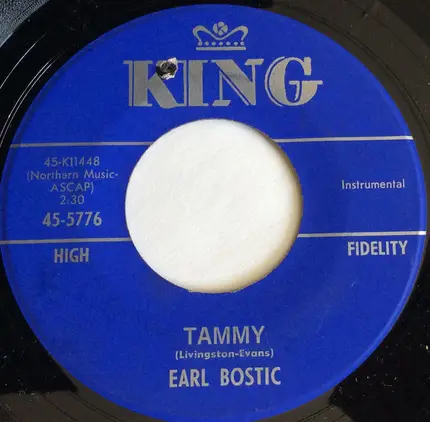 K
KING
45-K11448
(Northern Music-
ASCAP)
2:30
45-5776
Instrumental
HIGH
FIDELITY
TAMMY
(Livingston-Evans)
EARL BOSTIC